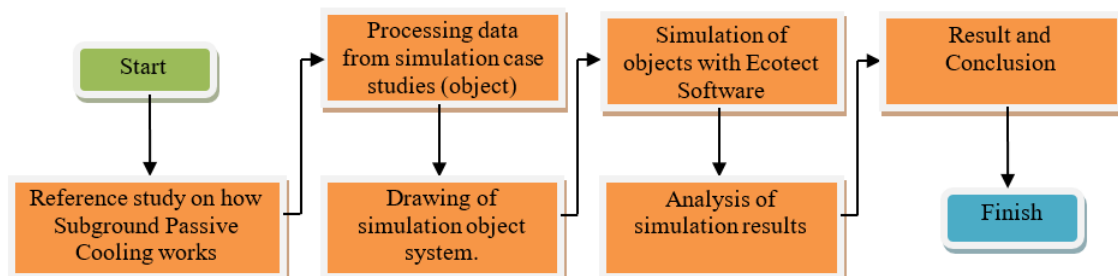 Start
Reference study on how
Subground Passive
Cooling works
Processing data
from simulation case
studies (object)
Drawing of
simulation object
system.
Simulation of
objects with Ecotect
Software
Analysis of
simulation results
Result and
Conclusion
Finish